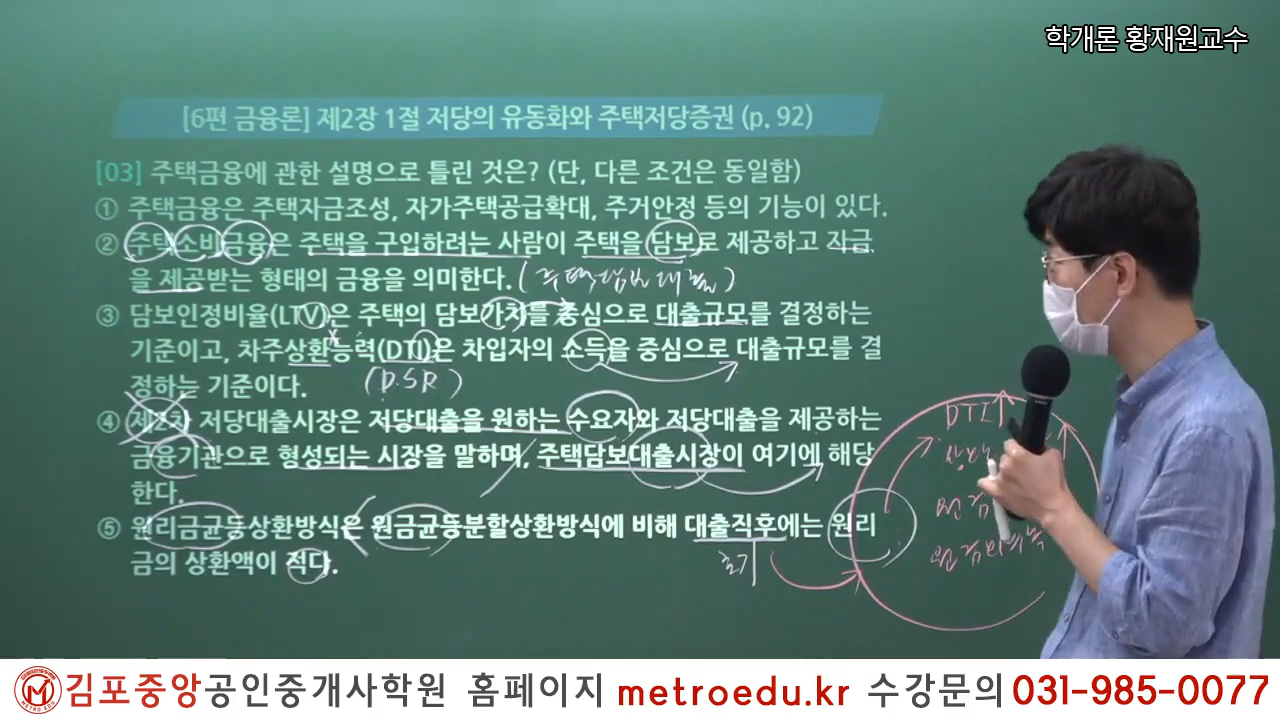 학개론 황재원교수
[6편 금융론] 제2장 1절 저당의 유동화와 주택저당증권 (p. 92)
[03] 주택금융에 관한 설명으로 틀린 것은? (단, 다른 조건은 동일함)
① 주택금융은 주택자금조성, 자가주택공급확대, 주거안정 등의 기능이 있다.
② 주택소비금융은 주택을 구입하려는 사람이 주택을 담보로 제공하고 자금
을 제공받는 형태의 금융을 의미한다. (주택담보대출)
③ 담보인정비율(LTV)은 주택의 담보가치를 중심으로 대출규모를 결정하는
기준이고, 차주상환능력(DTI)은 차입자의 소득을 중심으로 대출규모를 결
정하는 기준이다. (D.S.R)
④ 제2차 저당대출시장은 저당대출을 원하는 수요자와 저당대출을 제공하는
금융기관으로 형성되는 시장을 말하며, 주택담보대출시장이 여기에 해당
한다.
⑤ 원리금균등상환방식은 원금균등분할상환방식에 비해 대출직후에는 원리
금의 상환액이 적다.
초기
DTI
METRO EDU
김포중앙공인중개사학원 홈페이지 metroedu.kr 수강문의 031-985-0077